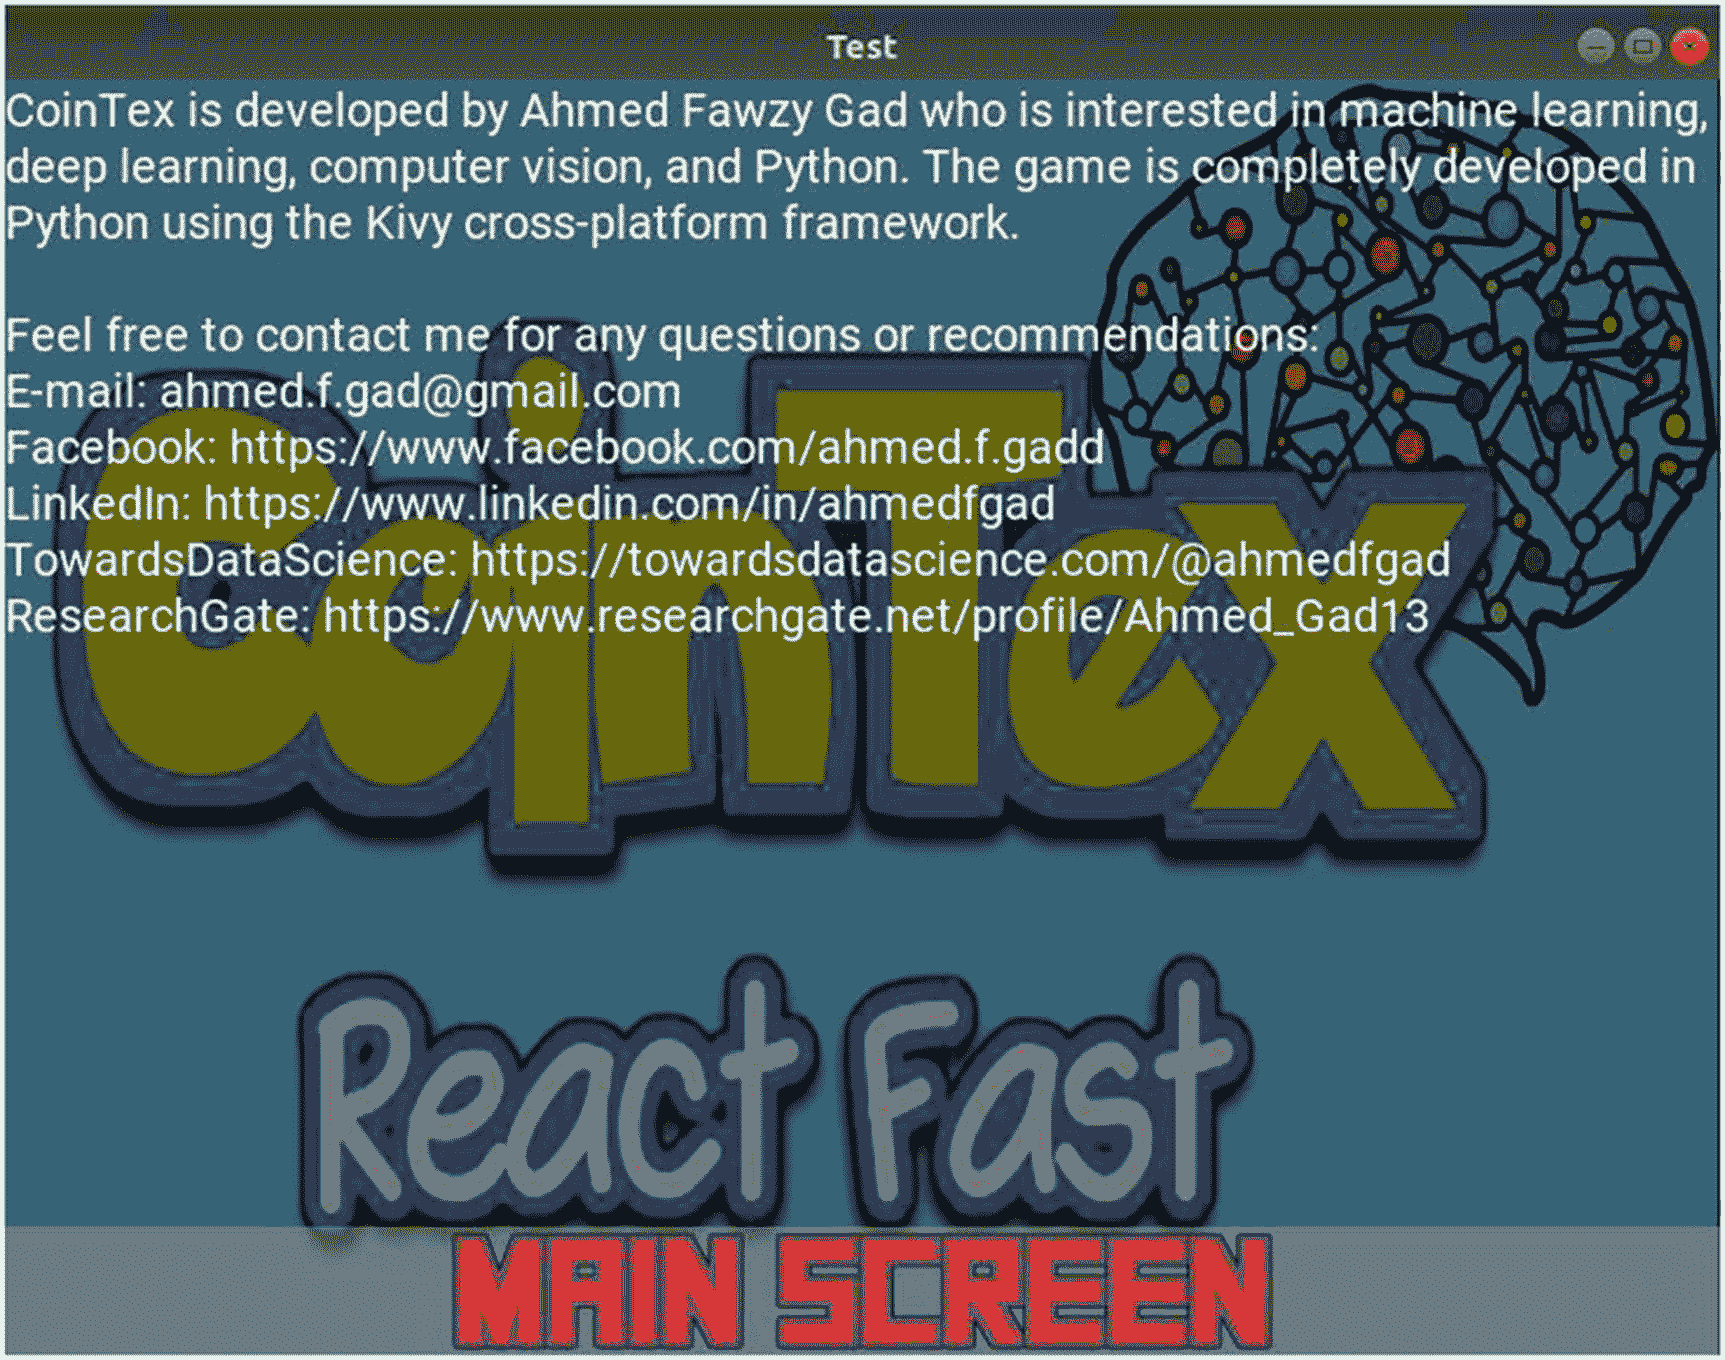 Test
CoinTex is developed by Ahmed Fawzy Gad who is interested in machine learning,
deep learning, computer vision, and Python. The game is completely developed in
Python using the Kivy cross-platform framework.
Feel free to contact me for any questions or recommendations:
E-mail: ahmed.f.gad@gmail.com
Facebook: https://www.facebook.com/ahmed.f.gadd
LinkedIn: https://www.linkedin.com/in/ahmedfgad
TowardsDataScience: https://towardsdatascience.com/@ahmedfgad
ResearchGate: https://www.researchgate.net/profile/Ahmed_Gad13
CoinTex
React Fast
MAIN SCREEN